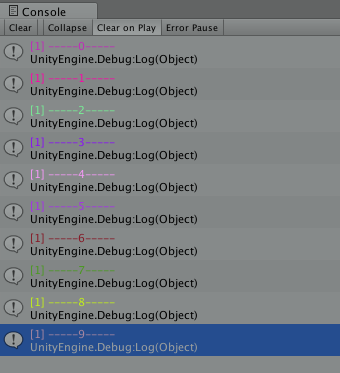 Console
Clear Collapse Clear on Play Error Pause
[1] -----0-----
UnityEngine.Debug:Log(Object)
[1] -----1-----
UnityEngine.Debug:Log(Object)
[1] -----2-----
UnityEngine.Debug:Log(Object)
[1] -----3-----
UnityEngine.Debug:Log(Object)
[1] -----4-----
UnityEngine.Debug:Log(Object)
[1] -----5-----
UnityEngine.Debug:Log(Object)
[1] -----6-----
UnityEngine.Debug:Log(Object)
[1] -----7-----
UnityEngine.Debug:Log(Object)
[1] -----8-----
UnityEngine.Debug:Log(Object)
[1] -----9-----
UnityEngine.Debug:Log(Object)